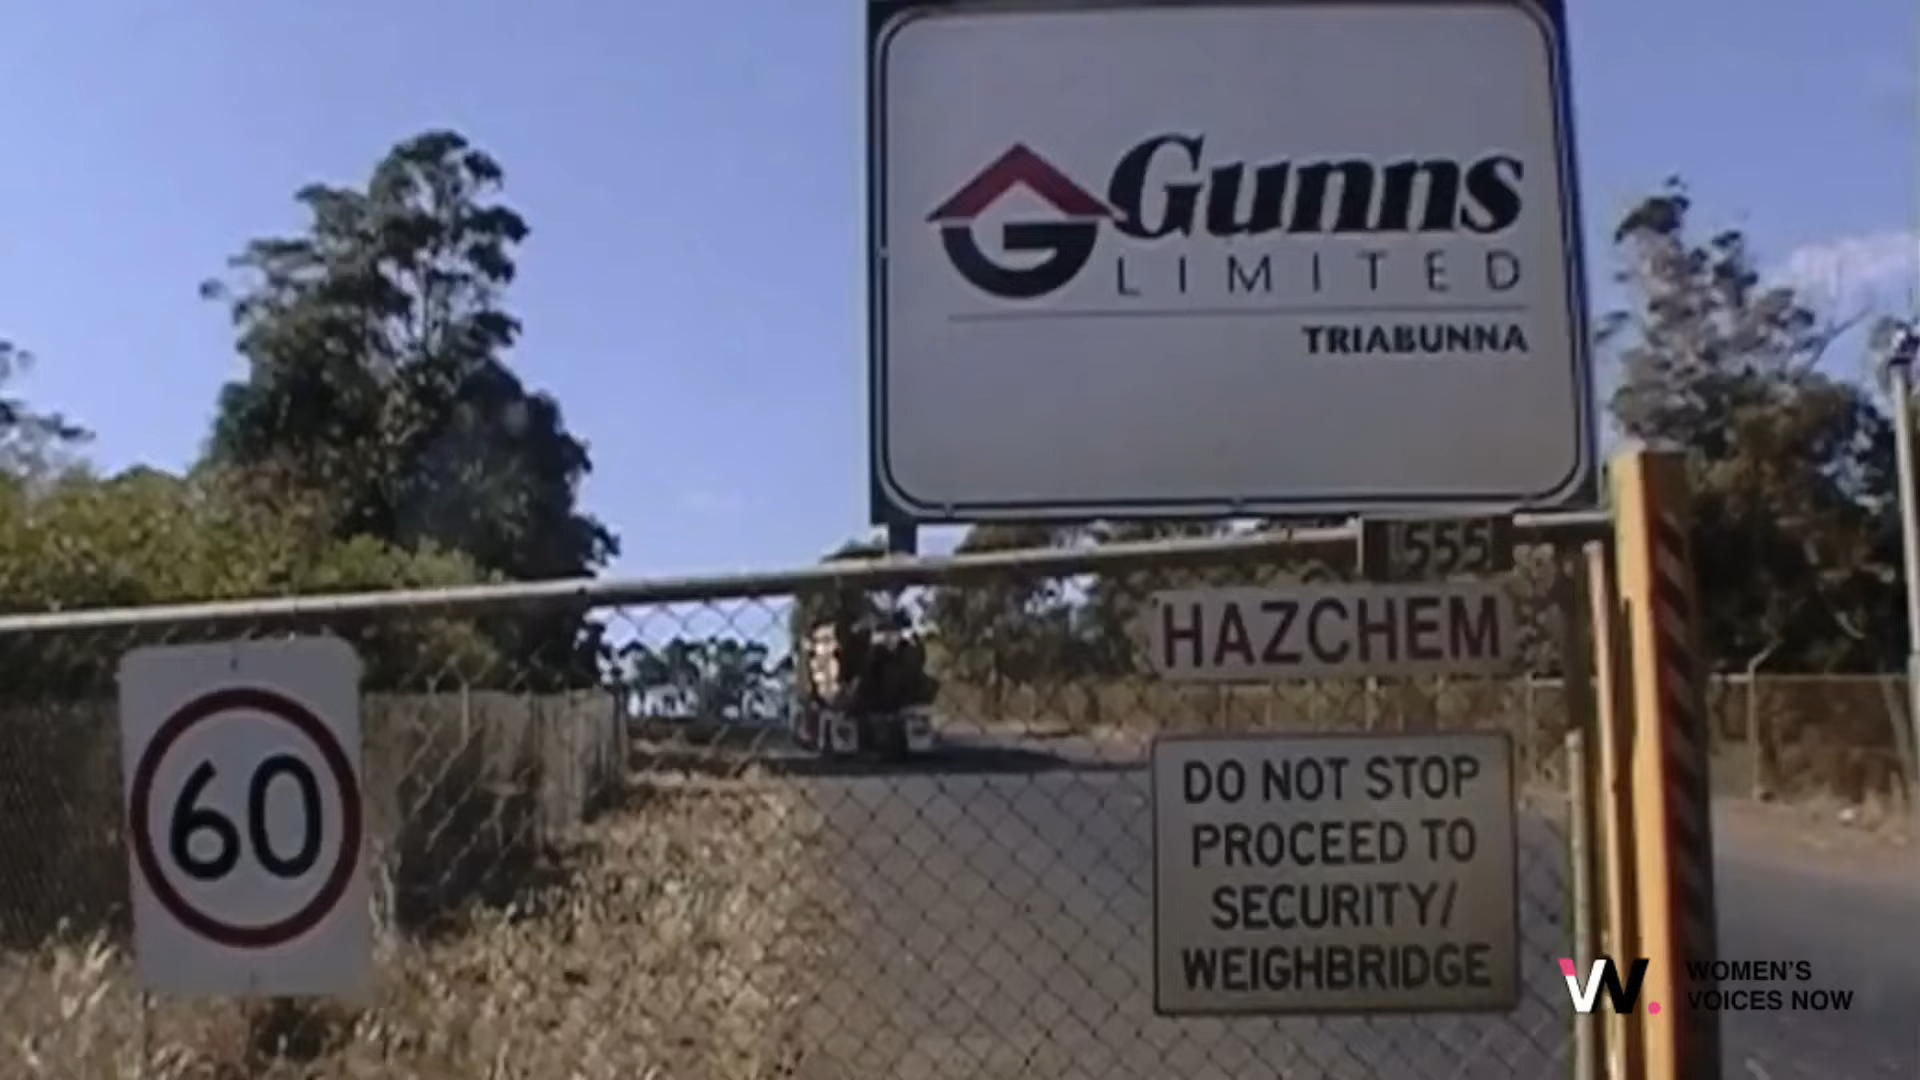 Gunns
LIMITED
TRIABUNNA
555
HAZCHEM
60
DO NOT STOP
PROCEED TO
SECURITY/
WEIGHBRIDGE
W.
WOMEN'S
VOICES NOW